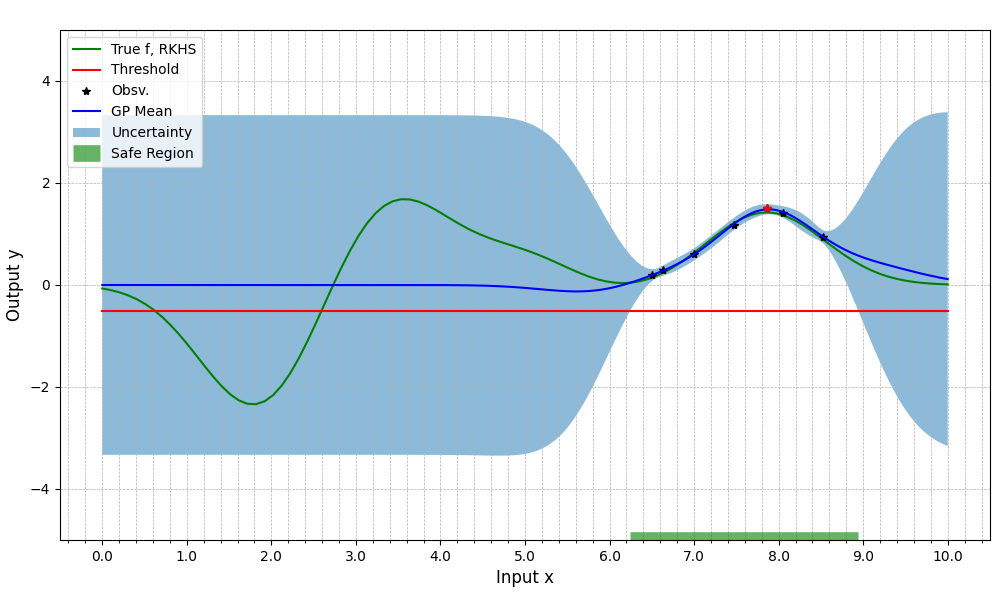 True f, RKHS
Threshold
Obsv.
GP Mean
Uncertainty
Safe Region
Output y
4
2
0
−2
−4
0.0 1.0 2.0 3.0 4.0 5.0 6.0 7.0 8.0 9.0 10.0
Input x